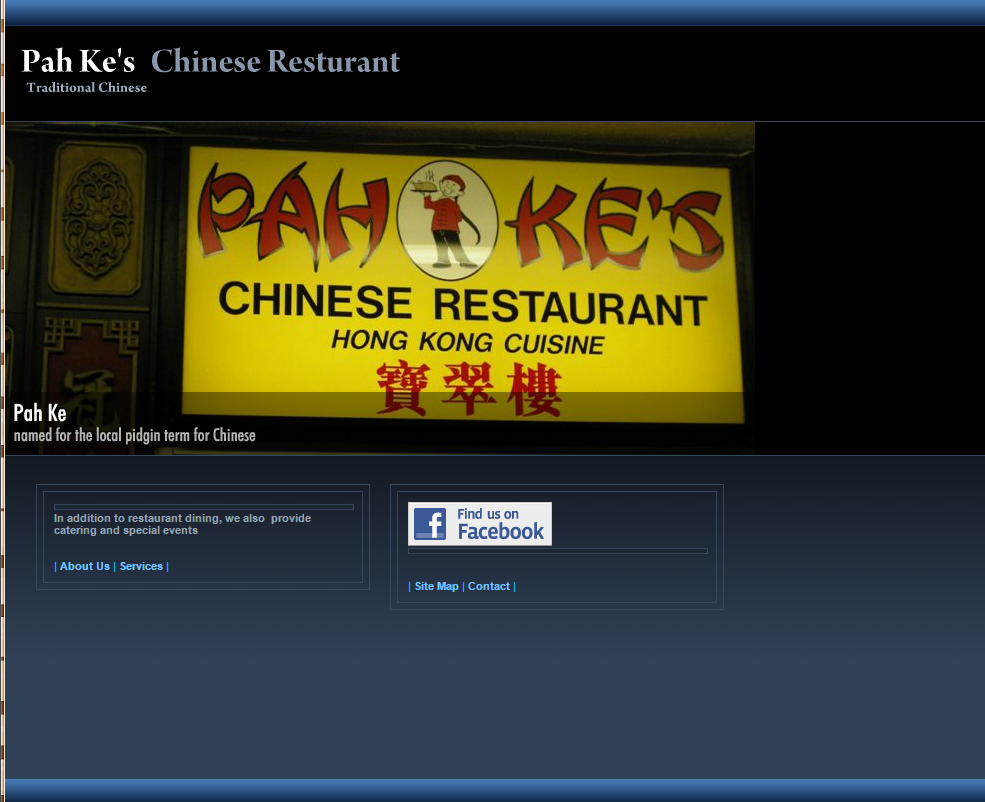 Pah Ke's Chinese Resturant
Traditional Chinese
PAH KE'S
CHINESE RESTAURANT
HONG KONG CUISINE
寶翠樓
Pah Ke
named for the local pidgin term for Chinese
In addition to restaurant dining, we also provide
catering and special events
| About Us | Services |
Find us on
Facebook
| Site Map | Contact |